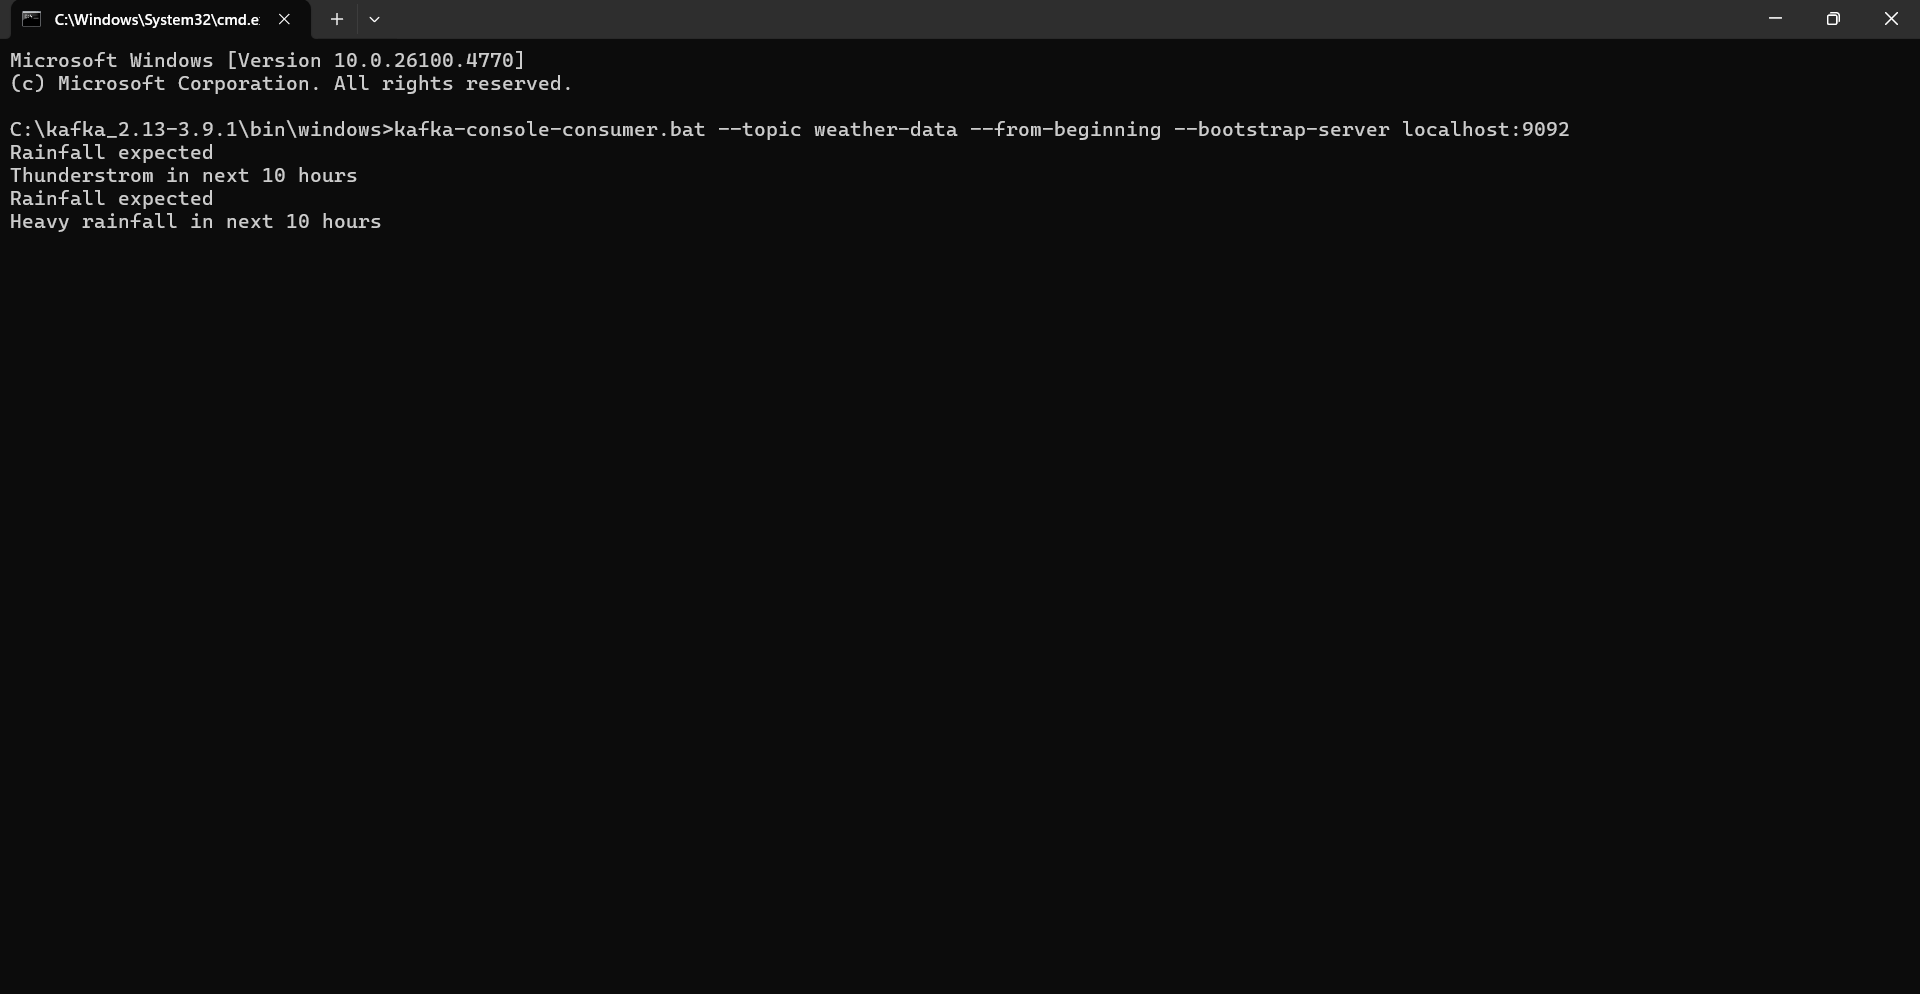 C:\Windows\System32\cmd.e
Microsoft Windows [Version 10.0.26100.4770]
(c) Microsoft Corporation. All rights reserved.
C:\kafka_2.13-3.9.1\bin\windows>kafka-console-consumer.bat --topic weather-data --from-beginning --bootstrap-server localhost:9092
Rainfall expected
Thunderstrom in next 10 hours
Rainfall expected
Heavy rainfall in next 10 hours